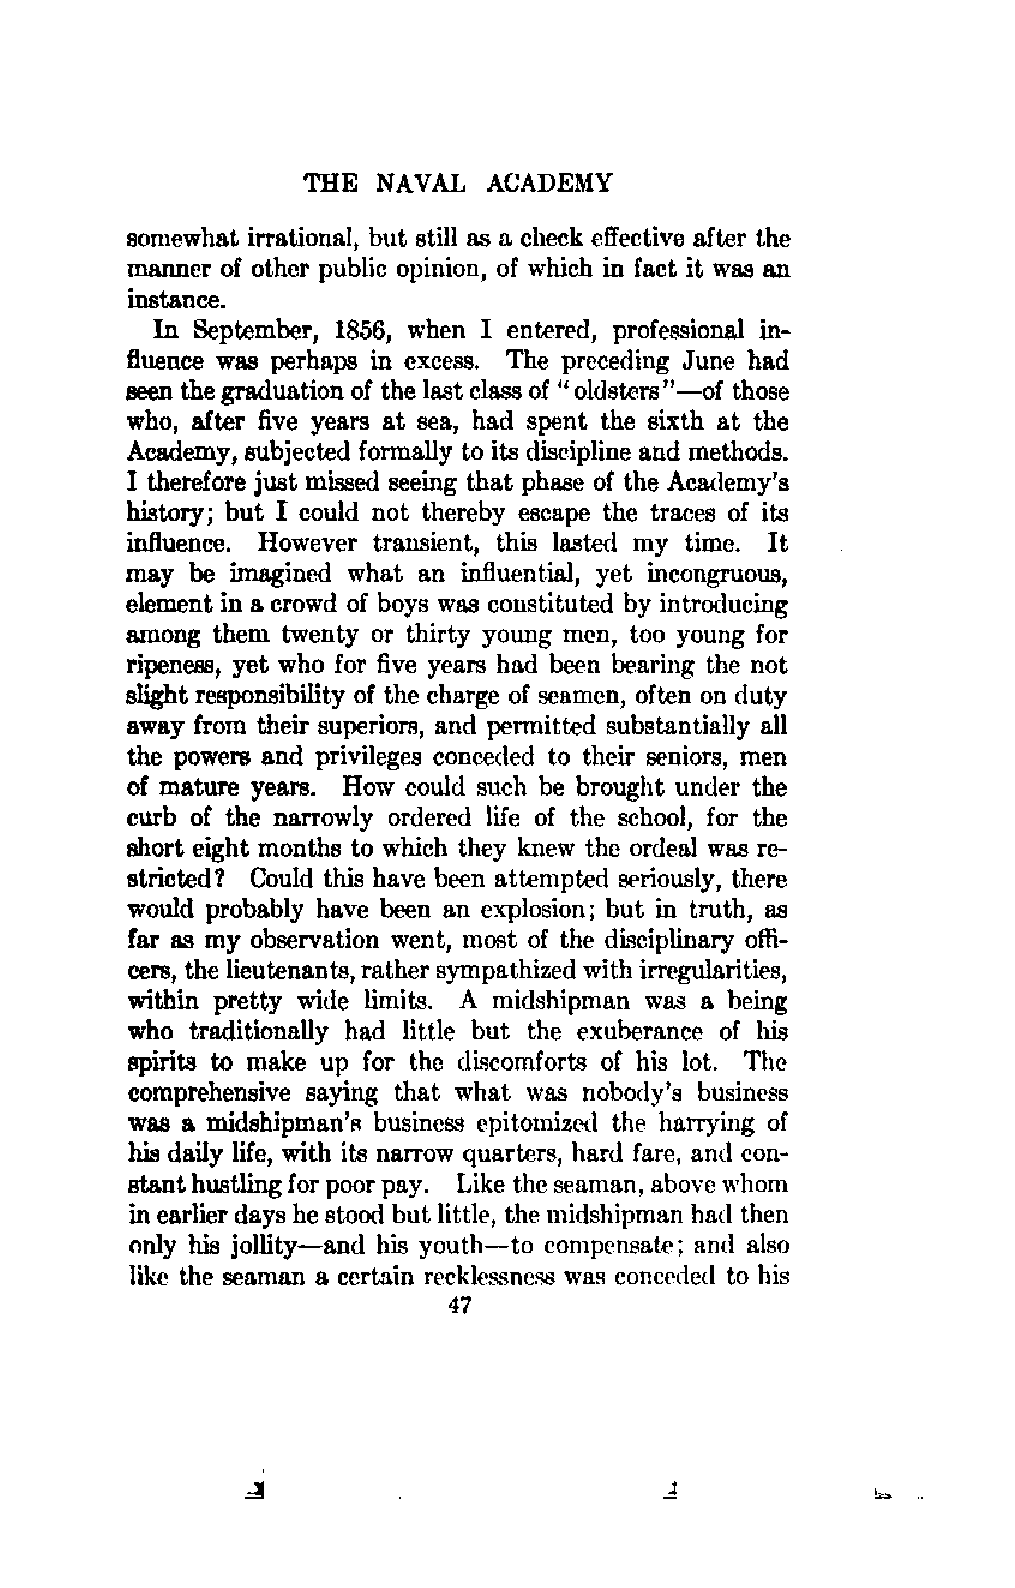 THE NAVAL ACADEMY
somewhat irrational, but still as a check effective after the
manner of other public opinion, of which in fact it was an
instance.
In September, 1856, when I entered, professional in-
fluence was perhaps in excess. The preceding June had
seen the graduation of the last class of "oldsters"—of those
who, after five years at sea, had spent the sixth at the
Academy, subjected formally to its discipline and methods.
I therefore just missed seeing that phase of the Academy's
history; but I could not thereby escape the traces of its
influence. However transient, this lasted my time. It
may be imagined what an influential, yet incongruous,
element in a crowd of boys was constituted by introducing
among them twenty or thirty young men, too young for
ripeness, yet who for five years had been bearing the not
slight responsibility of the charge of seamen, often on duty
away from their superiors, and permitted substantially all
the powers and privileges conceded to their seniors, men
of mature years. How could such be brought under the
curb of the narrowly ordered life of the school, for the
short eight months to which they knew the ordeal was re-
stricted? Could this have been attempted seriously, there
would probably have been an explosion; but in truth, as
far as my observation went, most of the disciplinary offi-
cers, the lieutenants, rather sympathized with irregularities,
within pretty wide limits. A midshipman was a being
who traditionally had little but the exuberance of his
spirits to make up for the discomforts of his lot. The
comprehensive saying that what was nobody's business
was a midshipman's business epitomized the harrying of
his daily life, with its narrow quarters, hard fare, and con-
stant hustling for poor pay. Like the seaman, above whom
in earlier days he stood but little, the midshipman had then
only his jollity—and his youth—to compensate; and also
like the seaman a certain recklessness was conceded to his
47